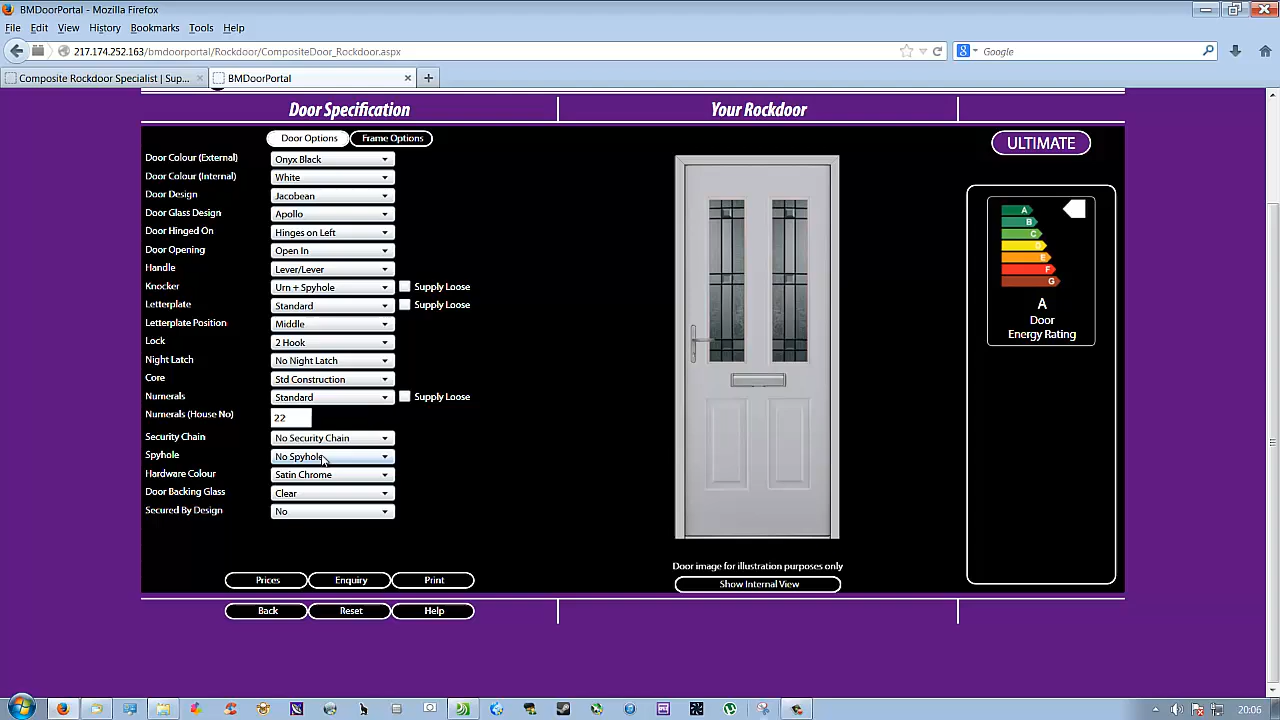 BMDoorPortal - Mozilla Firefox
File Edit View History Bookmarks Tools Help
217.174.252.163/bmdoorportal/Rockdoor/CompositeDoor_Rockdoor.aspx
Google
Composite Rockdoor Specialist | Sup...
BMDoorPortal
Door Specification
Your Rockdoor
Door Options
Frame Options
ULTIMATE
Door Colour (External) Onyx Black
Door Colour (Internal) White
Door Design Jacobean
Door Glass Design Apollo
Door Hinged On Hinges on Left
Door Opening Open In
Handle Lever/Lever
Knocker Urn + Spyhole Supply Loose
Letterplate Standard Supply Loose
Letterplate Position Middle
Lock 2 Hook
Night Latch No Night Latch
Core Std Construction
Numerals Standard Supply Loose
Numerals (House No) 22
Security Chain No Security Chain
Spyhole No Spyhole
Hardware Colour Satin Chrome
Door Backing Glass Clear
Secured By Design No
A
B
C
D
E
F
G
A
Door
Energy Rating
Door image for illustration purposes only
Show Internal View
Prices Enquiry Print
Back Reset Help
20:06